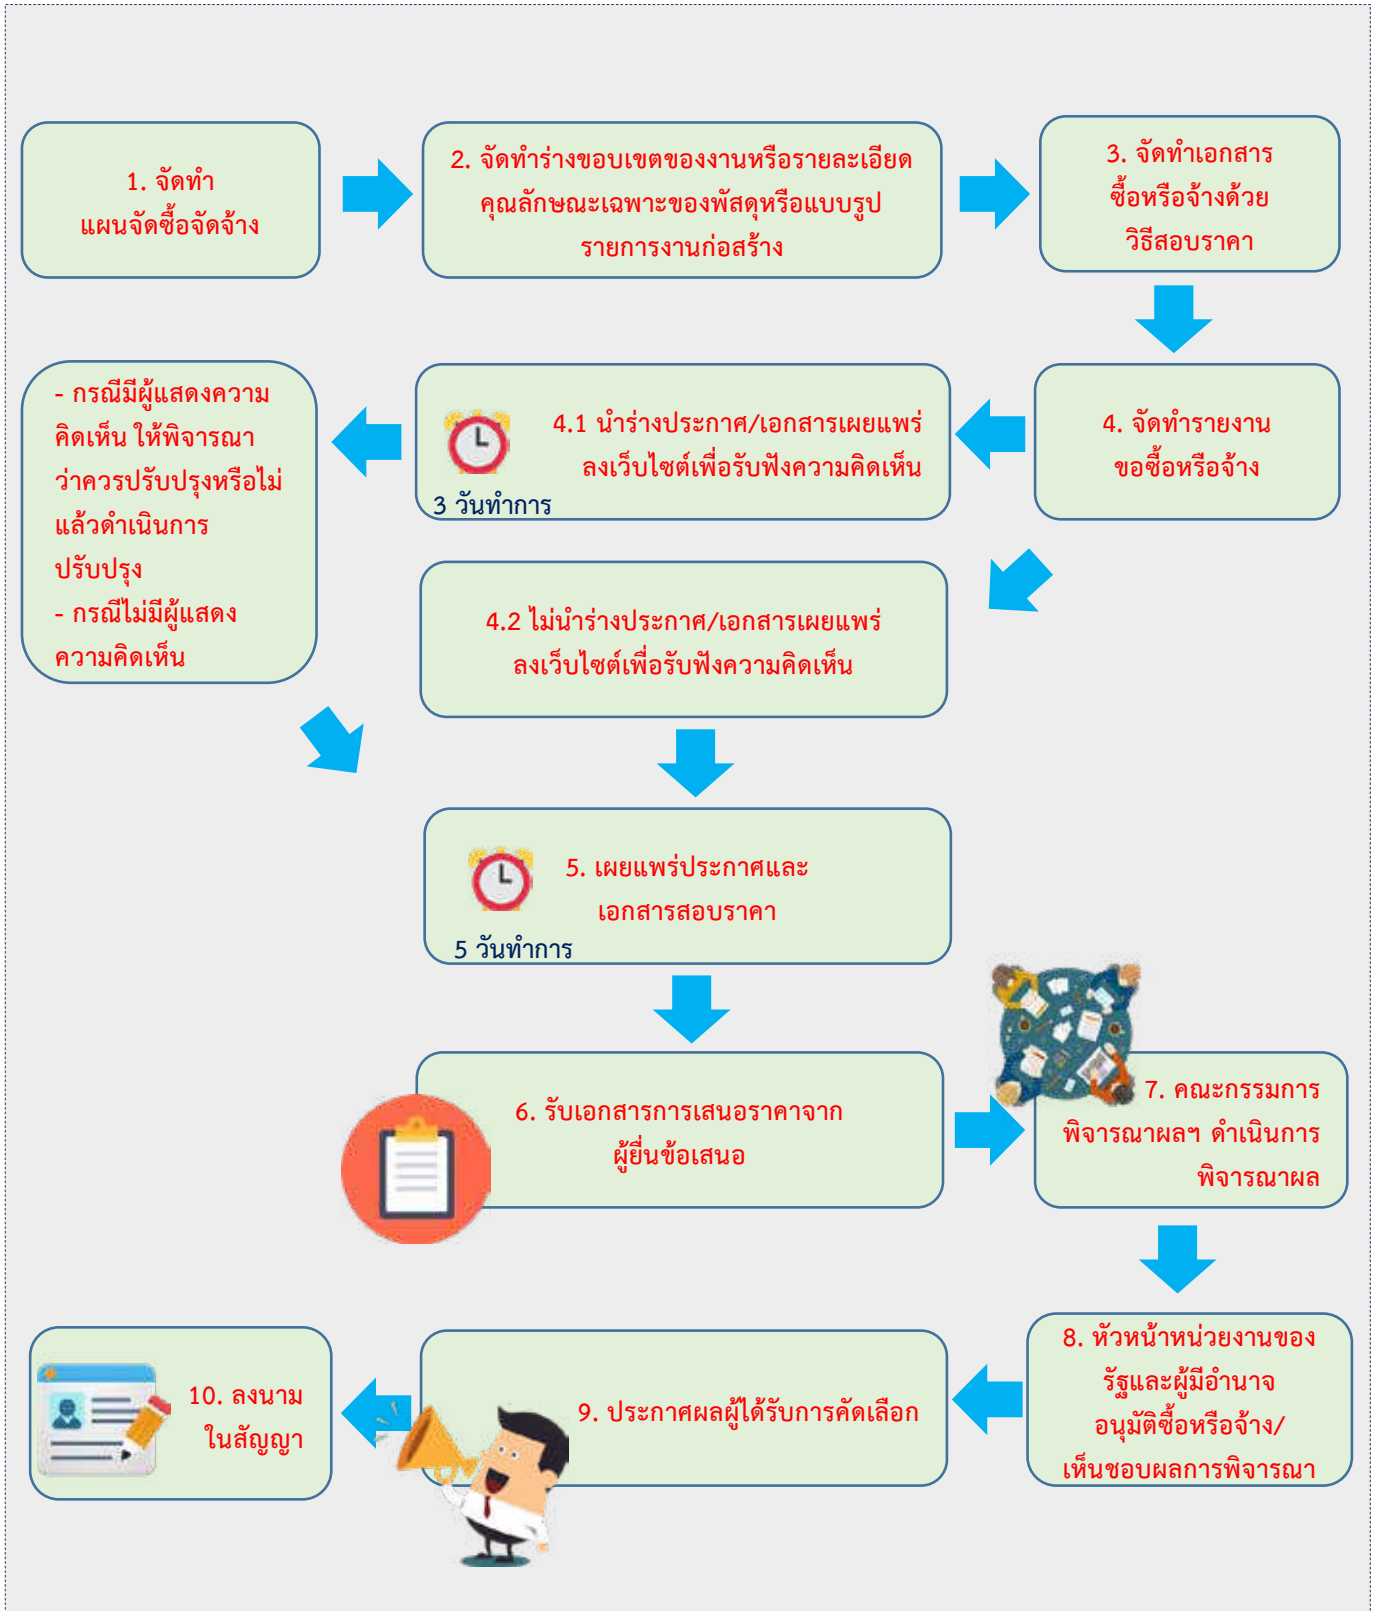 1. จัดทำ
แผนจัดซื้อจัดจ้าง
2. จัดทำร่างขอบเขตของงานหรือรายละเอียด
คุณลักษณะเฉพาะของพัสดุหรือแบบรูป
รายการงานก่อสร้าง
3. จัดทำเอกสาร
ซื้อหรือจ้างด้วย
วิธีสอบราคา
4. จัดทำรายงาน
ขอซื้อหรือจ้าง
4.1 นำร่างประกาศ/เอกสารเผยแพร่
ลงเว็บไซต์เพื่อรับฟังความคิดเห็น
3 วันทำการ
- กรณีมีผู้แสดงความ
คิดเห็น ให้พิจารณา
ว่าควรปรับปรุงหรือไม่
แล้วดำเนินการ
ปรับปรุง
- กรณีไม่มีผู้แสดง
ความคิดเห็น
4.2 ไม่นำร่างประกาศ/เอกสารเผยแพร่
ลงเว็บไซต์เพื่อรับฟังความคิดเห็น
5. เผยแพร่ประกาศและ
เอกสารสอบราคา
5 วันทำการ
6. รับเอกสารการเสนอราคาจาก
ผู้ยื่นข้อเสนอ
7. คณะกรรมการ
พิจารณาผลฯ ดำเนินการ
พิจารณาผล
8. หัวหน้าหน่วยงานของ
รัฐและผู้มีอำนาจ
อนุมัติซื้อหรือจ้าง/
เห็นชอบผลการพิจารณา
9. ประกาศผลผู้ได้รับการคัดเลือก
10. ลงนาม
ในสัญญา